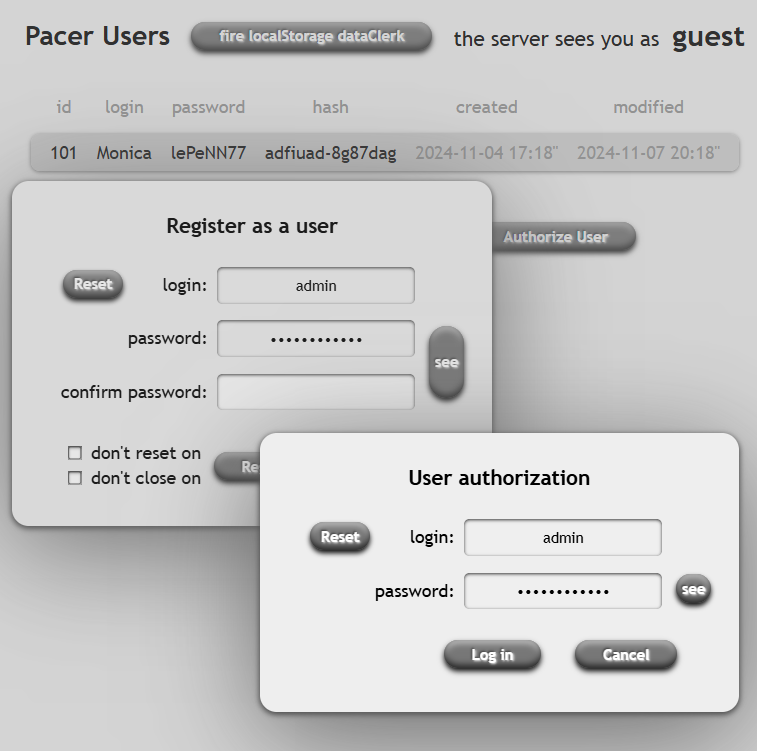 Pacer Users fire localStorage dataClerk the server sees you as guest
id login password hash created modified
101 Monica lePeNN77 adfiuad-8g87dag 2024-11-04 17:18" 2024-11-07 20:18"
Authorize User
Register as a user
Reset login: admin
password: ••••••••••••
see
confirm password:
don't reset on
don't close on
Re
User authorization
Reset login: admin
password: •••••••••••• see
Log in Cancel